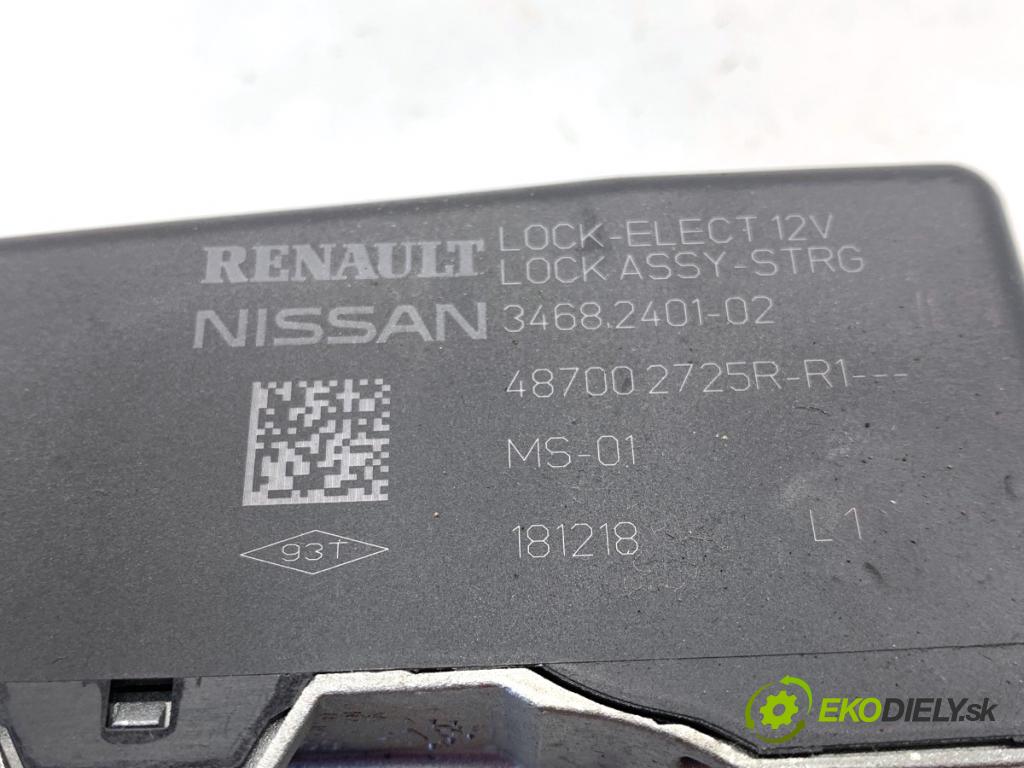 RENAULT LOCK-ELECT 12V
LOCK ASSY-STRG
NISSAN 3468.2401-02
48700 2725R-R1---
MS-01
93T
181218 L1
EKODIELY.sk